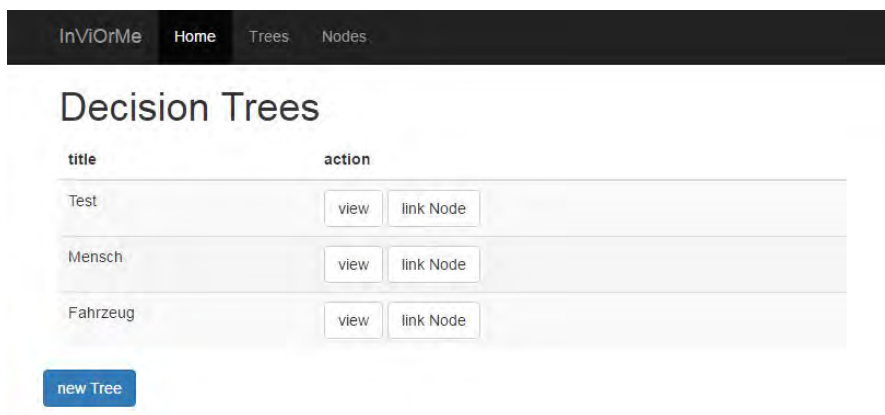 InViOrMe Home Trees Nodes
Decision Trees
title action
Test view link Node
Mensch view link Node
Fahrzeug view link Node
new Tree